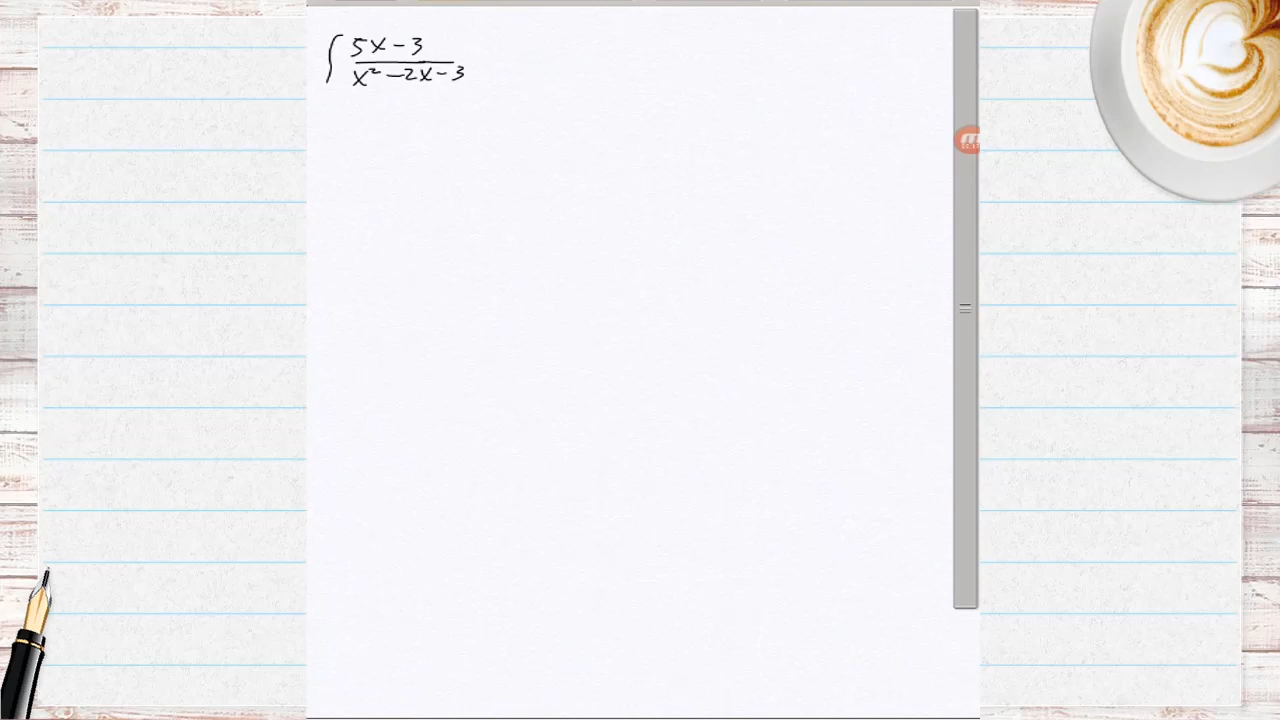 ∫ 5x - 3
x² - 2x - 3